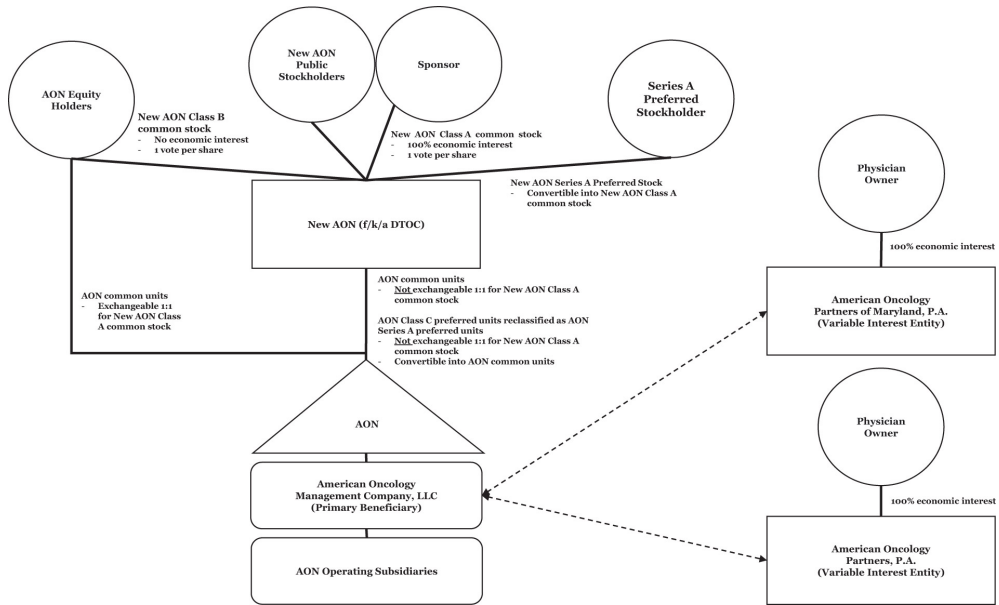 AON Equity
Holders
New AON
Public
Stockholders
Sponsor
Series A
Preferred
Stockholder
New AON Class B
common stock
- No economic interest
- 1 vote per share
New AON Class A common stock
- 100% economic interest
- 1 vote per share
New AON Series A Preferred Stock
- Convertible into New AON Class A
common stock
New AON (f/k/a DTOC)
Physician
Owner
100% economic interest
AON common units
- Exchangeable 1:1
for New AON Class
A common stock
AON common units
- Not exchangeable 1:1 for New AON Class A
common stock
AON Class C preferred units reclassified as AON
Series A preferred units
- Not exchangeable 1:1 for New AON Class A
common stock
- Convertible into AON common units
American Oncology
Partners of Maryland, P.A.
(Variable Interest Entity)
AON
Physician
Owner
100% economic interest
American Oncology
Management Company, LLC
(Primary Beneficiary)
AON Operating Subsidiaries
American Oncology
Partners, P.A.
(Variable Interest Entity)